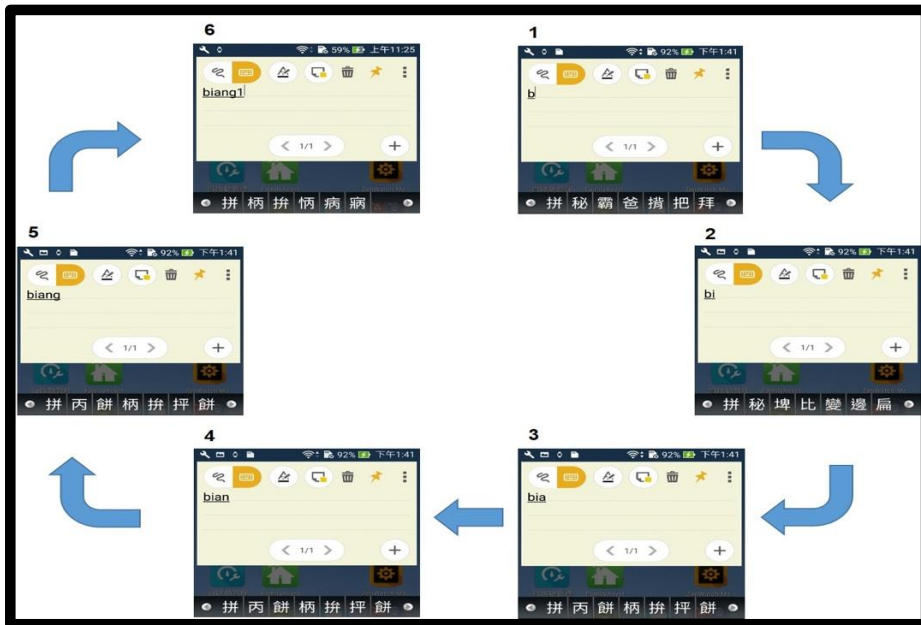 1
92% 下午1:41
b
1/1
拼 秘 霸 爸 揹 把 拜
2
92% 下午1:41
bi
1/1
拼 秘 埤 比 變 邊 扁
3
92% 下午1:41
bia
1/1
拼 丙 餅 柄 拚 抨 餅
4
92% 下午1:41
bian
1/1
拼 丙 餅 柄 拚 抨 餅
5
92% 下午1:41
biang
1/1
拼 丙 餅 柄 拚 抨 餅
6
59% 上午11:25
biang1
1/1
拼 柄 拚 怲 病 寎